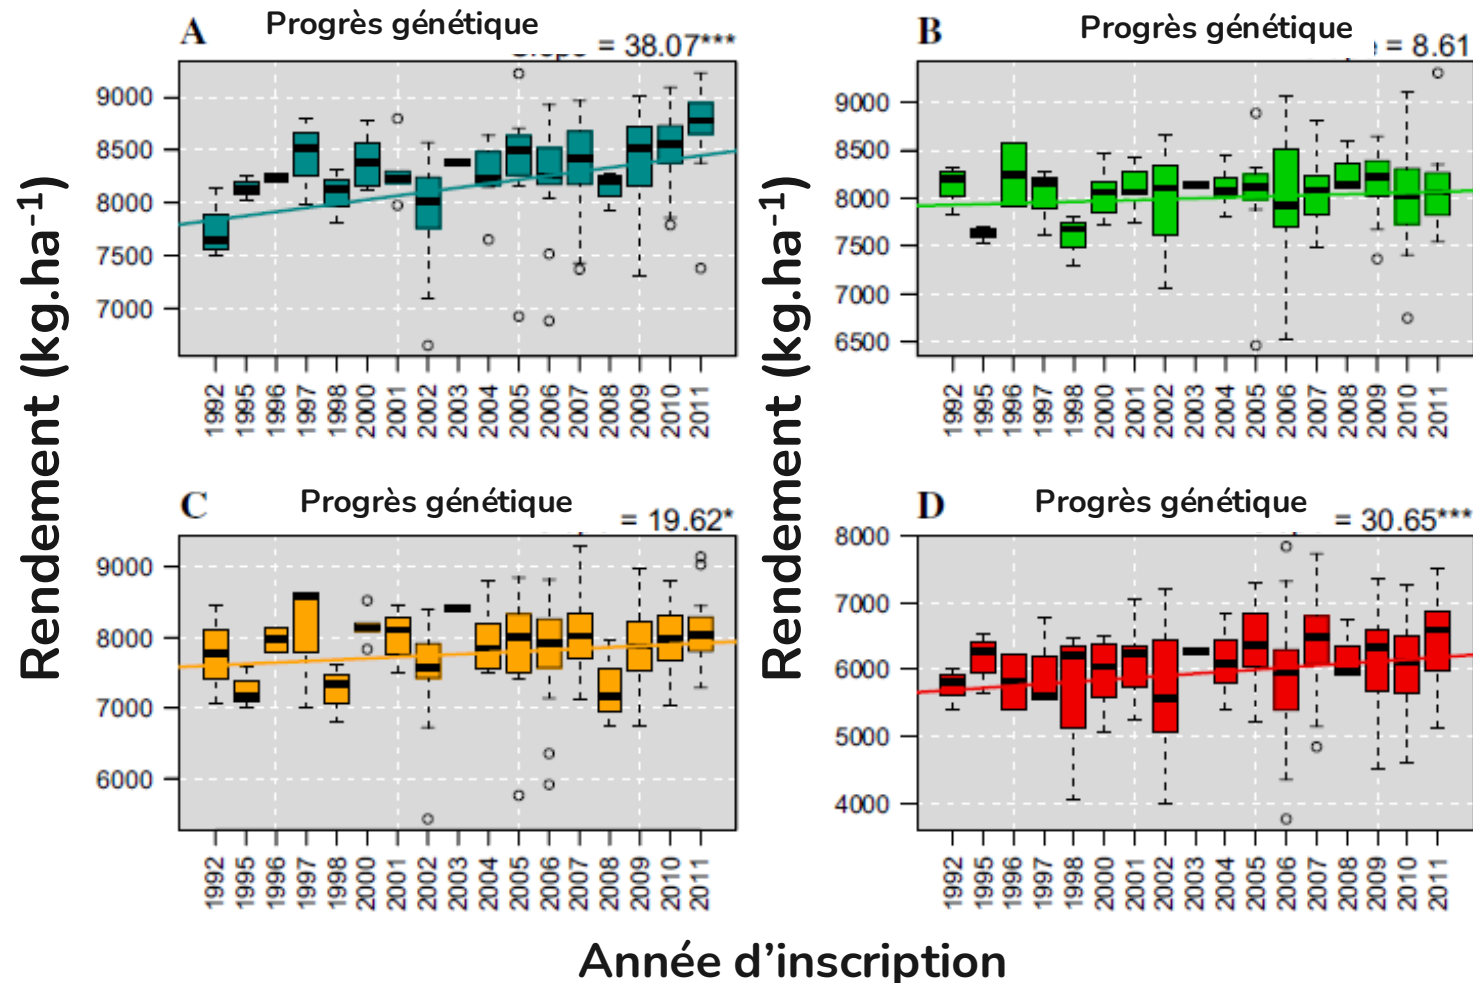 A Progrès génétique
= 38.07***
9000
8500
8000
7500
7000
1992 1995 1996 1997 1998 2000 2001 2002 2003 2004 2005 2006 2007 2008 2009 2010 2011
B Progrès génétique
= 8.61
9000
8500
8000
7500
7000
6500
1992 1995 1996 1997 1998 2000 2001 2002 2003 2004 2005 2006 2007 2008 2009 2010 2011
Rendement (kg.ha⁻¹)
Rendement (kg.ha⁻¹)
C Progrès génétique
= 19.62*
9000
8000
7000
6000
1992 1995 1996 1997 1998 2000 2001 2002 2003 2004 2005 2006 2007 2008 2009 2010 2011
D Progrès génétique
= 30.65***
8000
7000
6000
5000
4000
1992 1995 1996 1997 1998 2000 2001 2002 2003 2004 2005 2006 2007 2008 2009 2010 2011
Année d’inscription